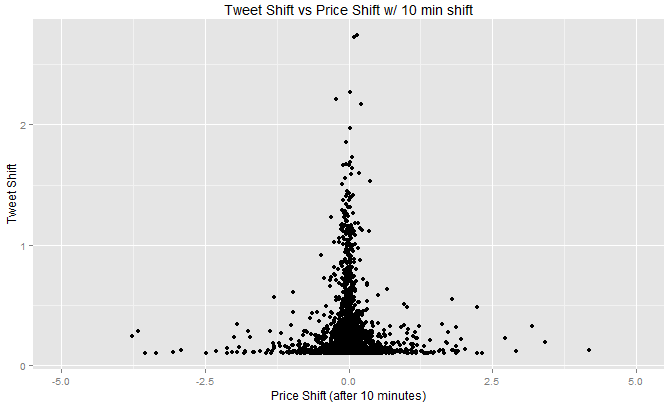 Tweet Shift vs Price Shift w/ 10 min shift
Tweet Shift
2
1
0
-5.0 -2.5 0.0 2.5 5.0
Price Shift (after 10 minutes)